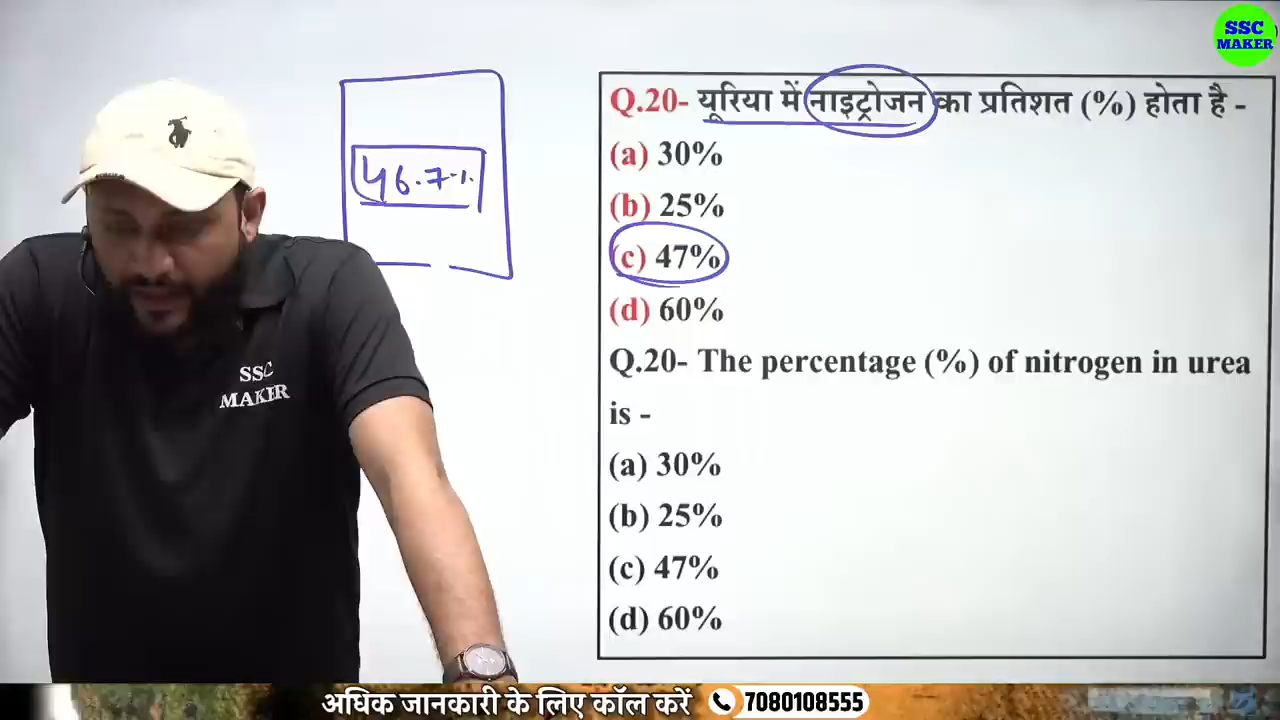 SSC
MAKER
46.7%
Q.20- यूरिया में नाइट्रोजन का प्रतिशत (%) होता है -
(a) 30%
(b) 25%
(c) 47%
(d) 60%
Q.20- The percentage (%) of nitrogen in urea
is -
(a) 30%
(b) 25%
(c) 47%
(d) 60%
SSC
MAKER
अधिक जानकारी के लिए कॉल करें 7080108555